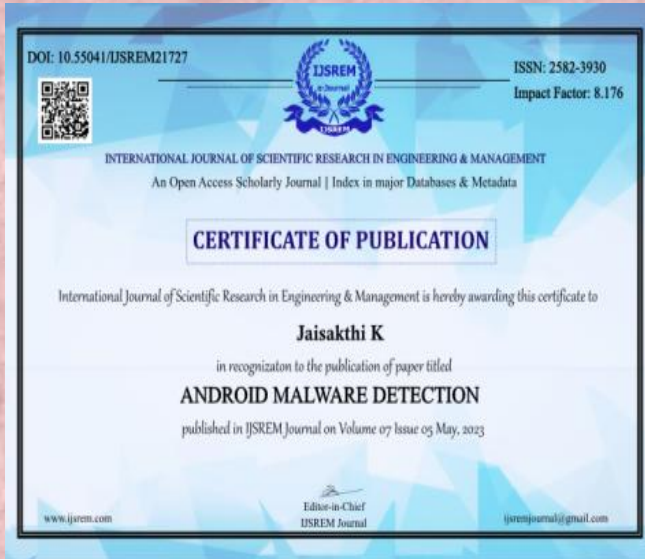 DOI: 10.55041/IJSREM21727
IJSREM
e-Journal
IJSREM
ISSN: 2582-3930
Impact Factor: 8.176
INTERNATIONAL JOURNAL OF SCIENTIFIC RESEARCH IN ENGINEERING & MANAGEMENT
An Open Access Scholarly Journal | Index in major Databases & Metadata
CERTIFICATE OF PUBLICATION
International Journal of Scientific Research in Engineering & Management is hereby awarding this certificate to
Jaisakthi K
in recognizaton to the publication of paper titled
ANDROID MALWARE DETECTION
published in IJSREM Journal on Volume 07 Issue 05 May, 2023
Editor-in-Chief
IJSREM Journal
www.ijsrem.com
ijsremjournal@gmail.com